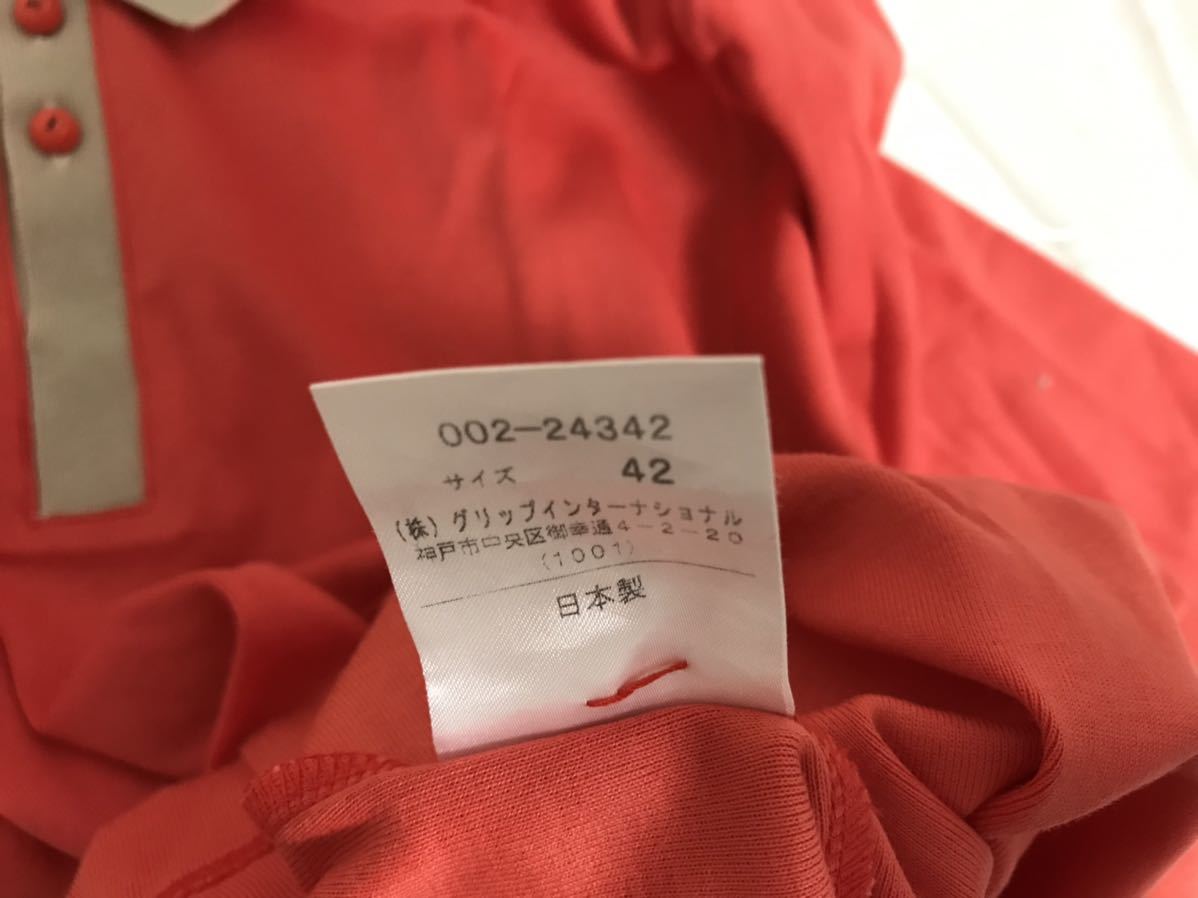 002-24342
サイズ 42
(株) グリップインターナショナル
神戸市中央区御幸通4-2-20
(1001)
日本製